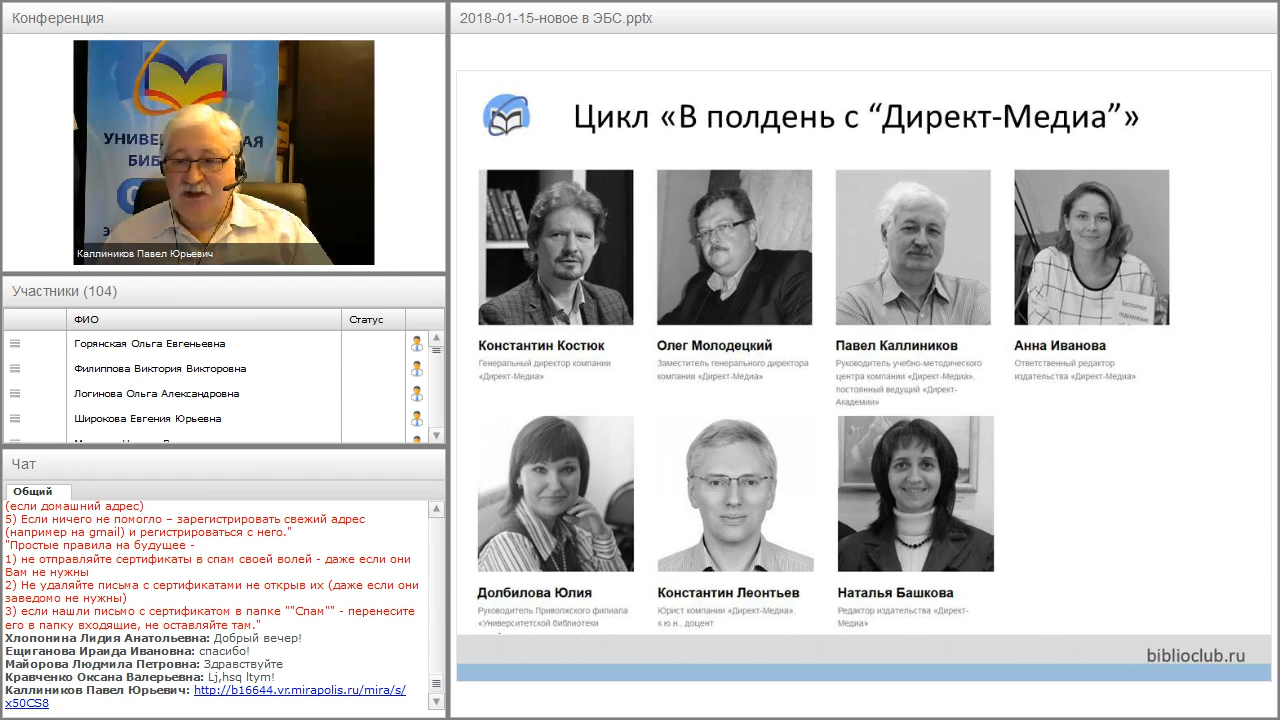 Конференция
УНИВЕ
АЯ
БИБ
Каллиников Павел Юрьевич
Участники (104)
ФИО
Статус
Горянская Ольга Евгеньевна
Филиппова Виктория Викторовна
Логинова Ольга Александровна
Широкова Евгения Юрьевна
Чат
Общий
(если домашний адрес)
5) Если ничего не помогло – зарегистрировать свежий адрес
(например на gmail) и регистрироваться с него."
"Простые правила на будущее -
1) не отправляйте сертификаты в спам своей волей - даже если они
Вам не нужны
2) Не удаляйте письма с сертификатами не открыв их (даже если они
заведомо не нужны)
3) если нашли письмо с сертификатом в папке ""Спам"" - перенесите
его в папку входящие, не оставляйте там."
Хлопонина Лидия Анатольевна: Добрый вечер!
Ещиганова Ираида Ивановна: спасибо!
Майорова Людмила Петровна: Здравствуйте
Кравченко Оксана Валерьевна: Lj,hsq ltym!
Каллиников Павел Юрьевич: http://b16644.vr.mirapolis.ru/mira/s/
x50CS8
2018-01-15-новое в ЭБС.pptx
Цикл «В полдень с “Директ-Медиа”»
Константин Костюк
Генеральный директор компании
«Директ-Медиа»
Олег Молодецкий
Заместитель генерального директора
компании «Директ-Медиа»
Павел Каллиников
Руководитель учебно-методического
центра компании «Директ-Медиа»,
постоянный ведущий «Директ-
Академии»
Анна Иванова
Ответственный редактор
издательства «Директ-Медиа»
Бесплатное
подключение
Долбилова Юлия
Руководитель Приволжского филиала
«Университетской библиотеки
Константин Леонтьев
Юрист компании «Директ-Медиа»,
к.ю.н., доцент
Наталья Башкова
Редактор издательства «Директ-
Медиа»
biblioclub.ru